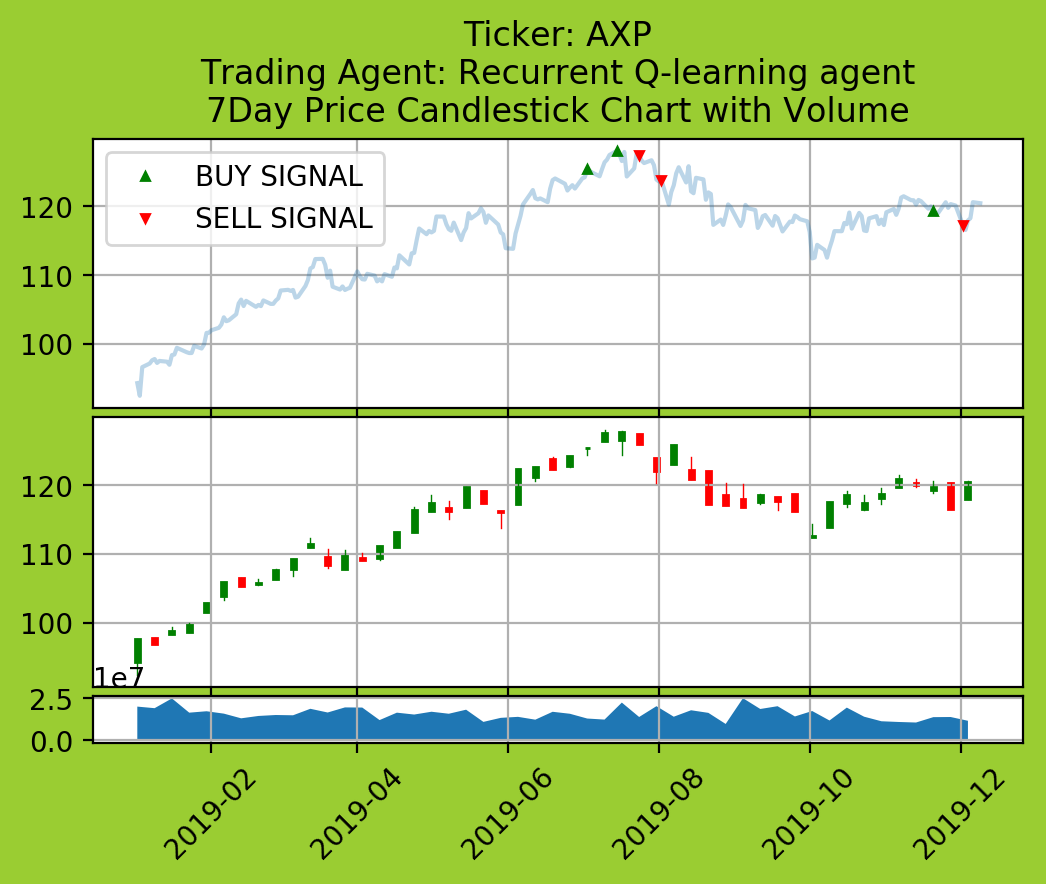 Ticker: AXP
Trading Agent: Recurrent Q-learning agent
7Day Price Candlestick Chart with Volume
BUY SIGNAL
SELL SIGNAL
120
110
100
120
110
100
1e7
2.5
0.0
2019-02
2019-04
2019-06
2019-08
2019-10
2019-12